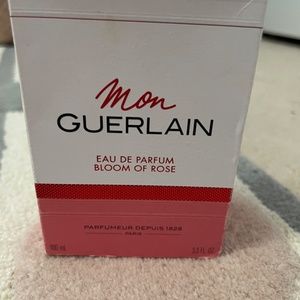 Mon
GUERLAIN
EAU DE PARFUM
BLOOM OF ROSE
PARFUMEUR DEPUIS 1828
PARIS
100 ml 3.3 FL. OZ